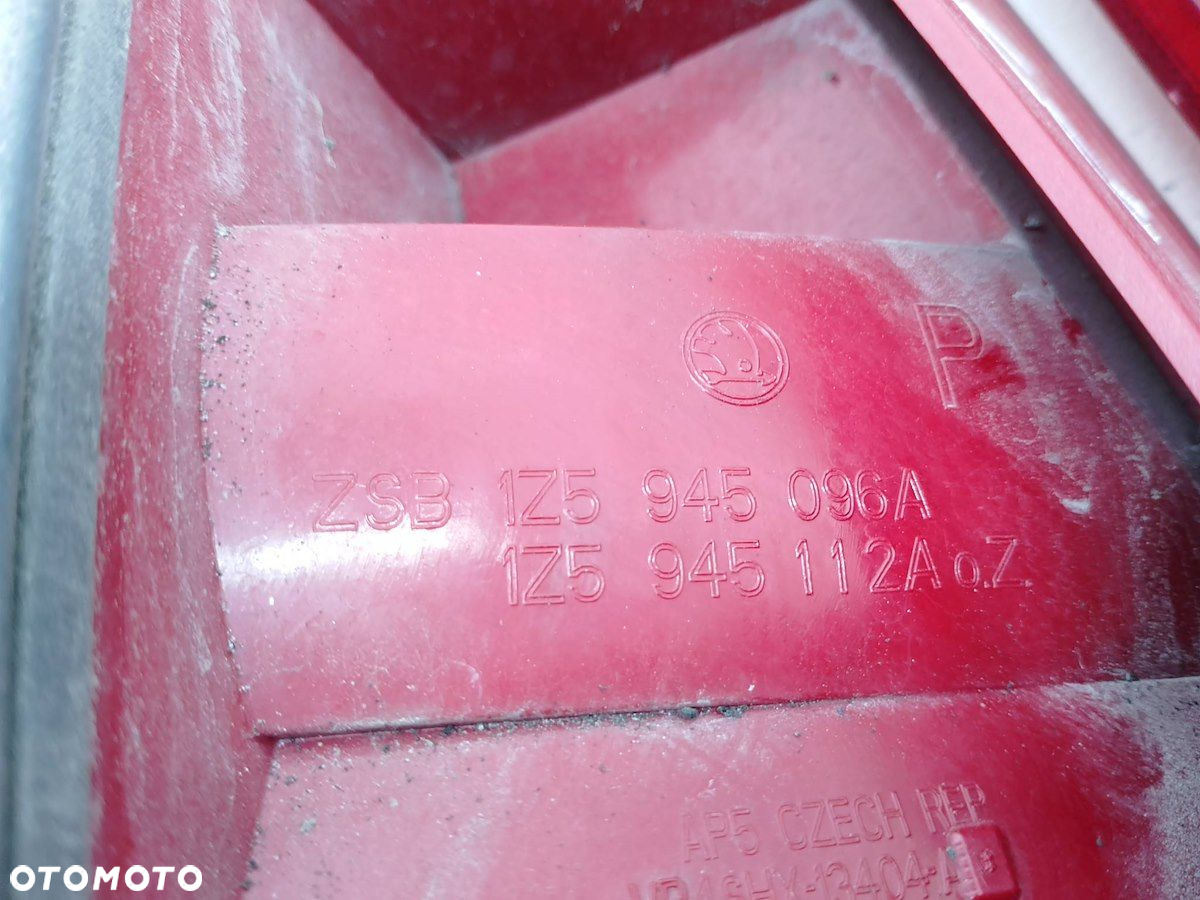 P
ZSB 1Z5 945 096A
1Z5 945 112A o.Z.
AP5 CZECH REP
OTOMOTO